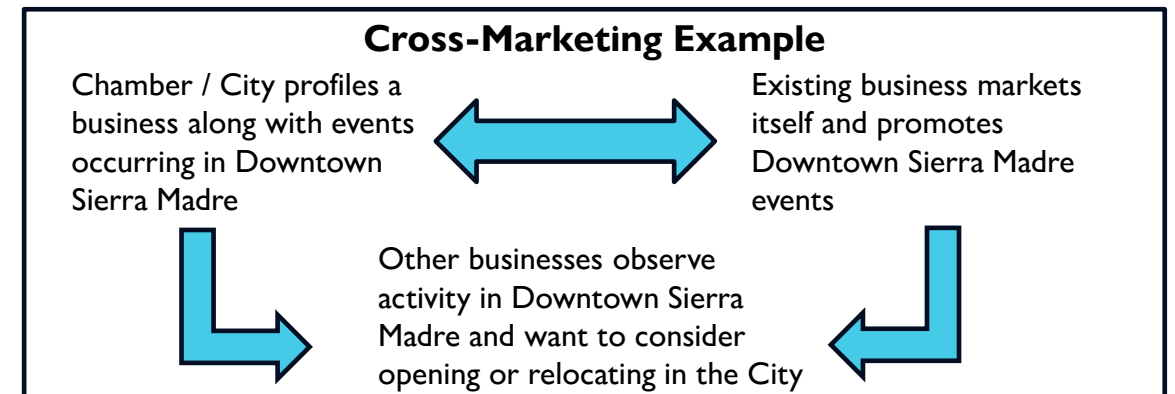 Cross-Marketing Example
Chamber / City profiles a
business along with events
occurring in Downtown
Sierra Madre
Existing business markets
itself and promotes
Downtown Sierra Madre
events
Other businesses observe
activity in Downtown Sierra
Madre and want to consider
opening or relocating in the City